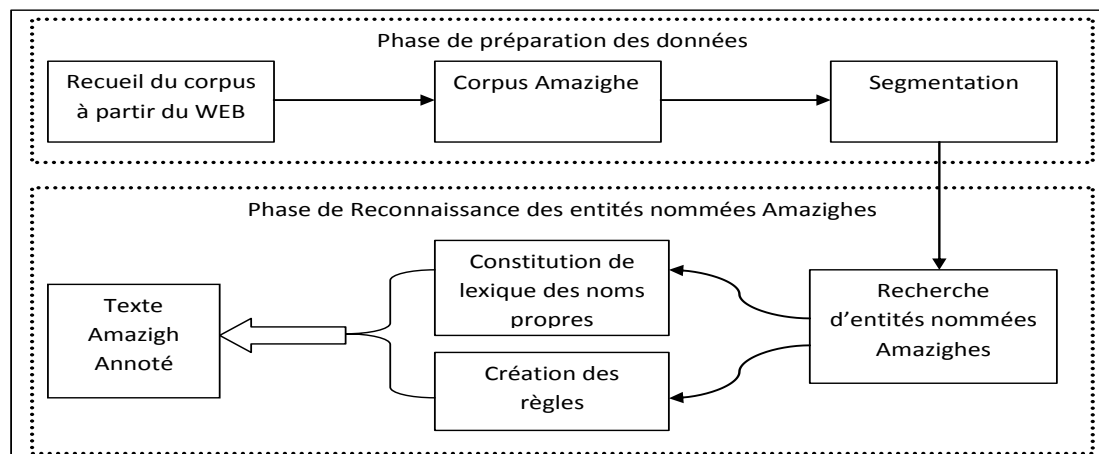 Phase de préparation des données
Recueil du corpus
à partir du WEB
Corpus Amazighe
Segmentation
Phase de Reconnaissance des entités nommées Amazighes
Constitution de
lexique des noms
propres
Recherche
d'entités nommées
Amazighes
Texte
Amazigh
Annoté
Création des
règles